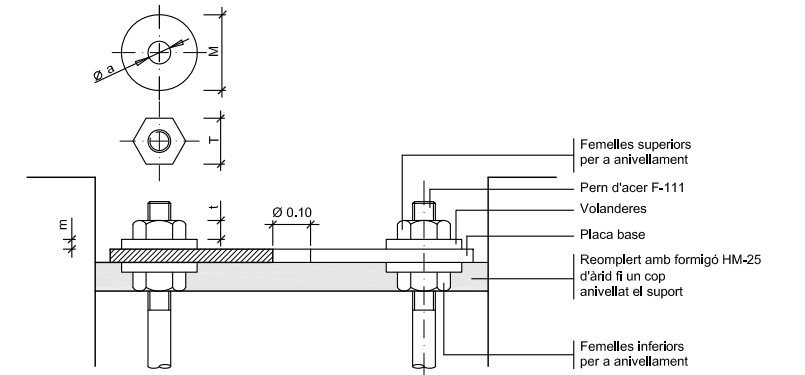 M
Ø a
T
t
m
Ø 0.10
Femelles superiors
per a anivellament
Pern d'acer F-111
Volanderes
Placa base
Reomplert amb formigó HM-25
d'àrid fi un cop
anivellat el suport
Femelles inferiors
per a anivellament